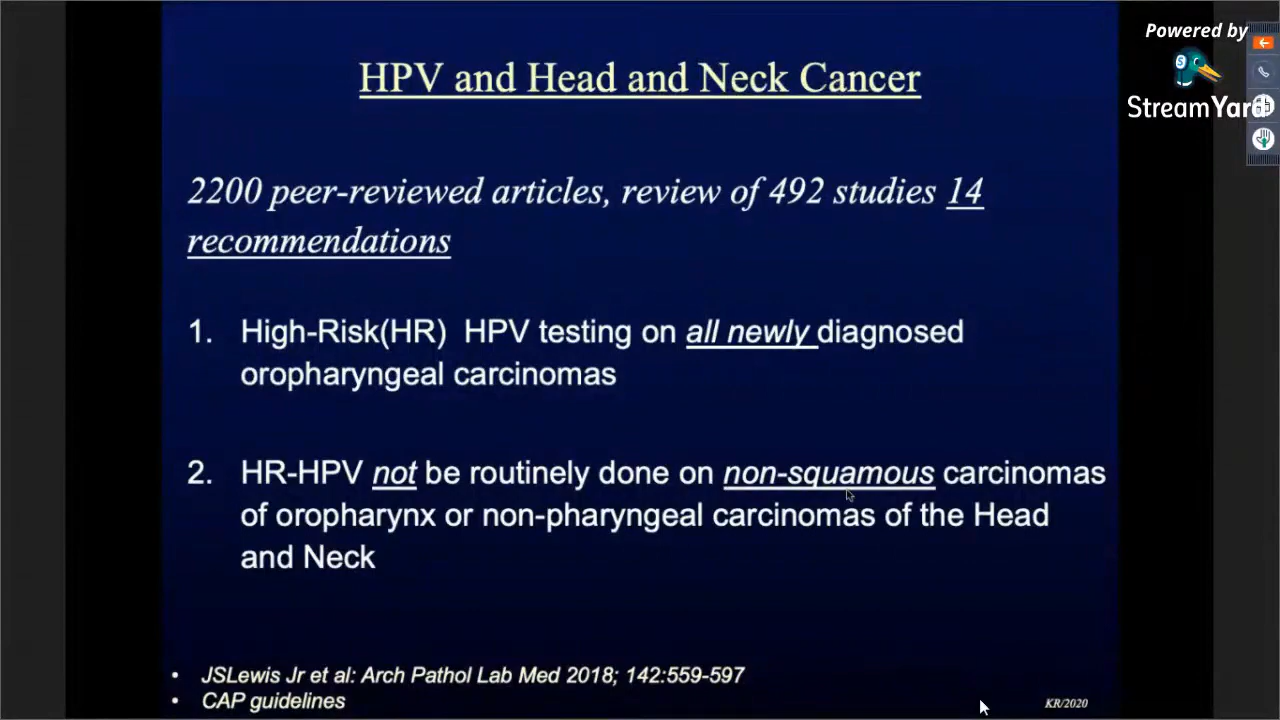 Powered by
StreamYard
HPV and Head and Neck Cancer
2200 peer-reviewed articles, review of 492 studies 14
recommendations
1. High-Risk(HR) HPV testing on all newly diagnosed
oropharyngeal carcinomas
2. HR-HPV not be routinely done on non-squamous carcinomas
of oropharynx or non-pharyngeal carcinomas of the Head
and Neck
• JSLewis Jr et al: Arch Pathol Lab Med 2018; 142:559-597
• CAP guidelines
KR/2020